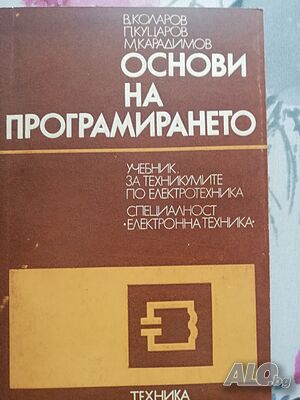 В.КОЛАРОВ
П.КУЦАРОВ
М.КАРАДИМОВ
ОСНОВИ
НА
ПРОГРАМИРАНЕТО
УЧЕБНИК
ЗА ТЕХНИКУМИТЕ
ПО ЕЛЕКТРОТЕХНИКА
СПЕЦИАЛНОСТ
„ЕЛЕКТРОННА ТЕХНИКА“
ТЕХНИКА
ALO.bg